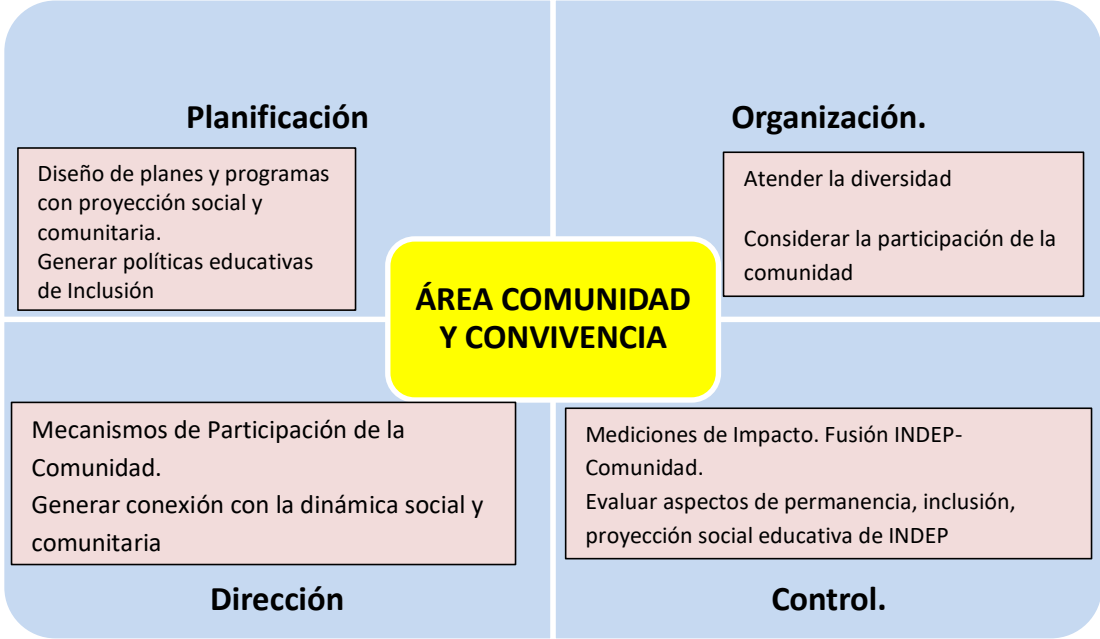 Planificación
Diseño de planes y programas
con proyección social y
comunitaria.
Generar políticas educativas
de Inclusión
Organización.
Atender la diversidad
Considerar la participación de la
comunidad
ÁREA COMUNIDAD
Y CONVIVENCIA
Mecanismos de Participación de la
Comunidad.
Generar conexión con la dinámica social y
comunitaria
Dirección
Mediciones de Impacto. Fusión INDEP-
Comunidad.
Evaluar aspectos de permanencia, inclusión,
proyección social educativa de INDEP
Control.